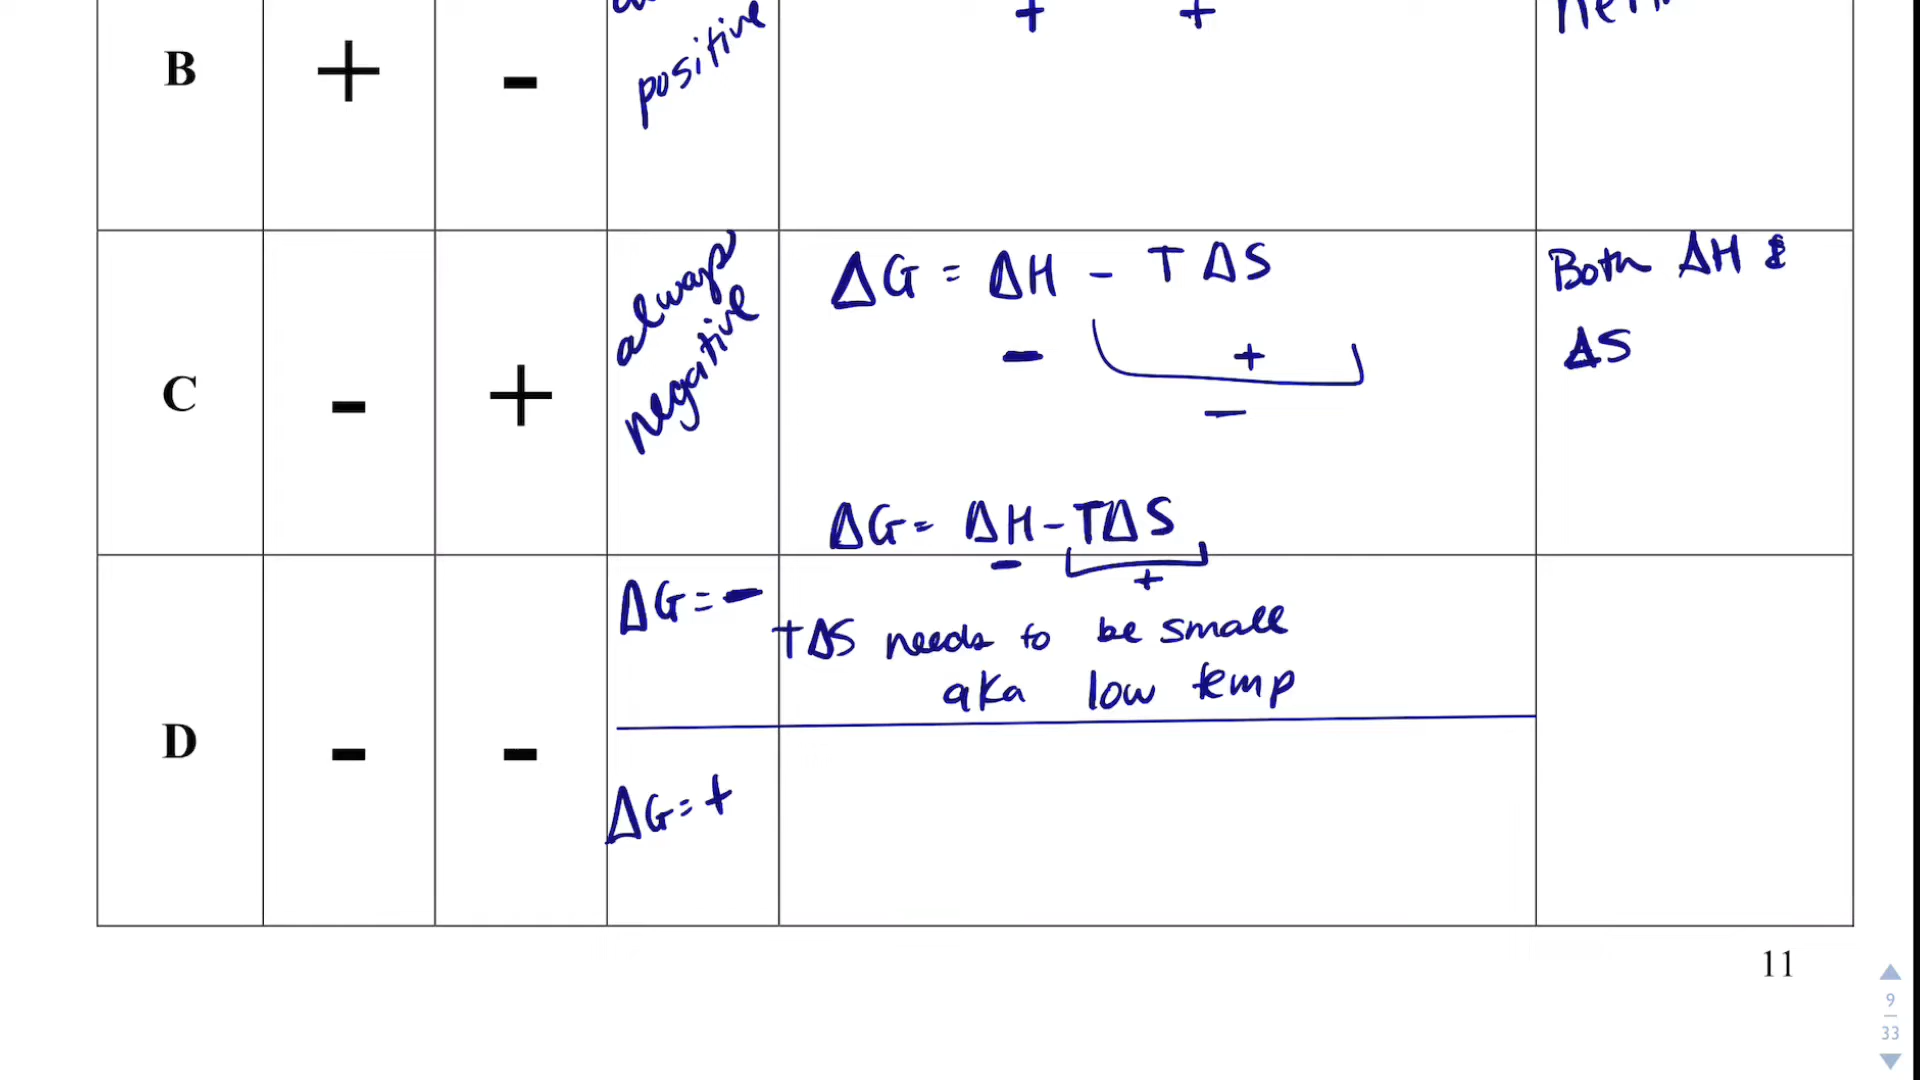 B + - positive + +
C - + always negative ΔG = ΔH - TΔS
- +
-
Both ΔH &
ΔS
ΔG = ΔH - TΔS
- +
D - - ΔG = -
TΔS needs to be small
aka low temp
ΔG = +
11
9
33